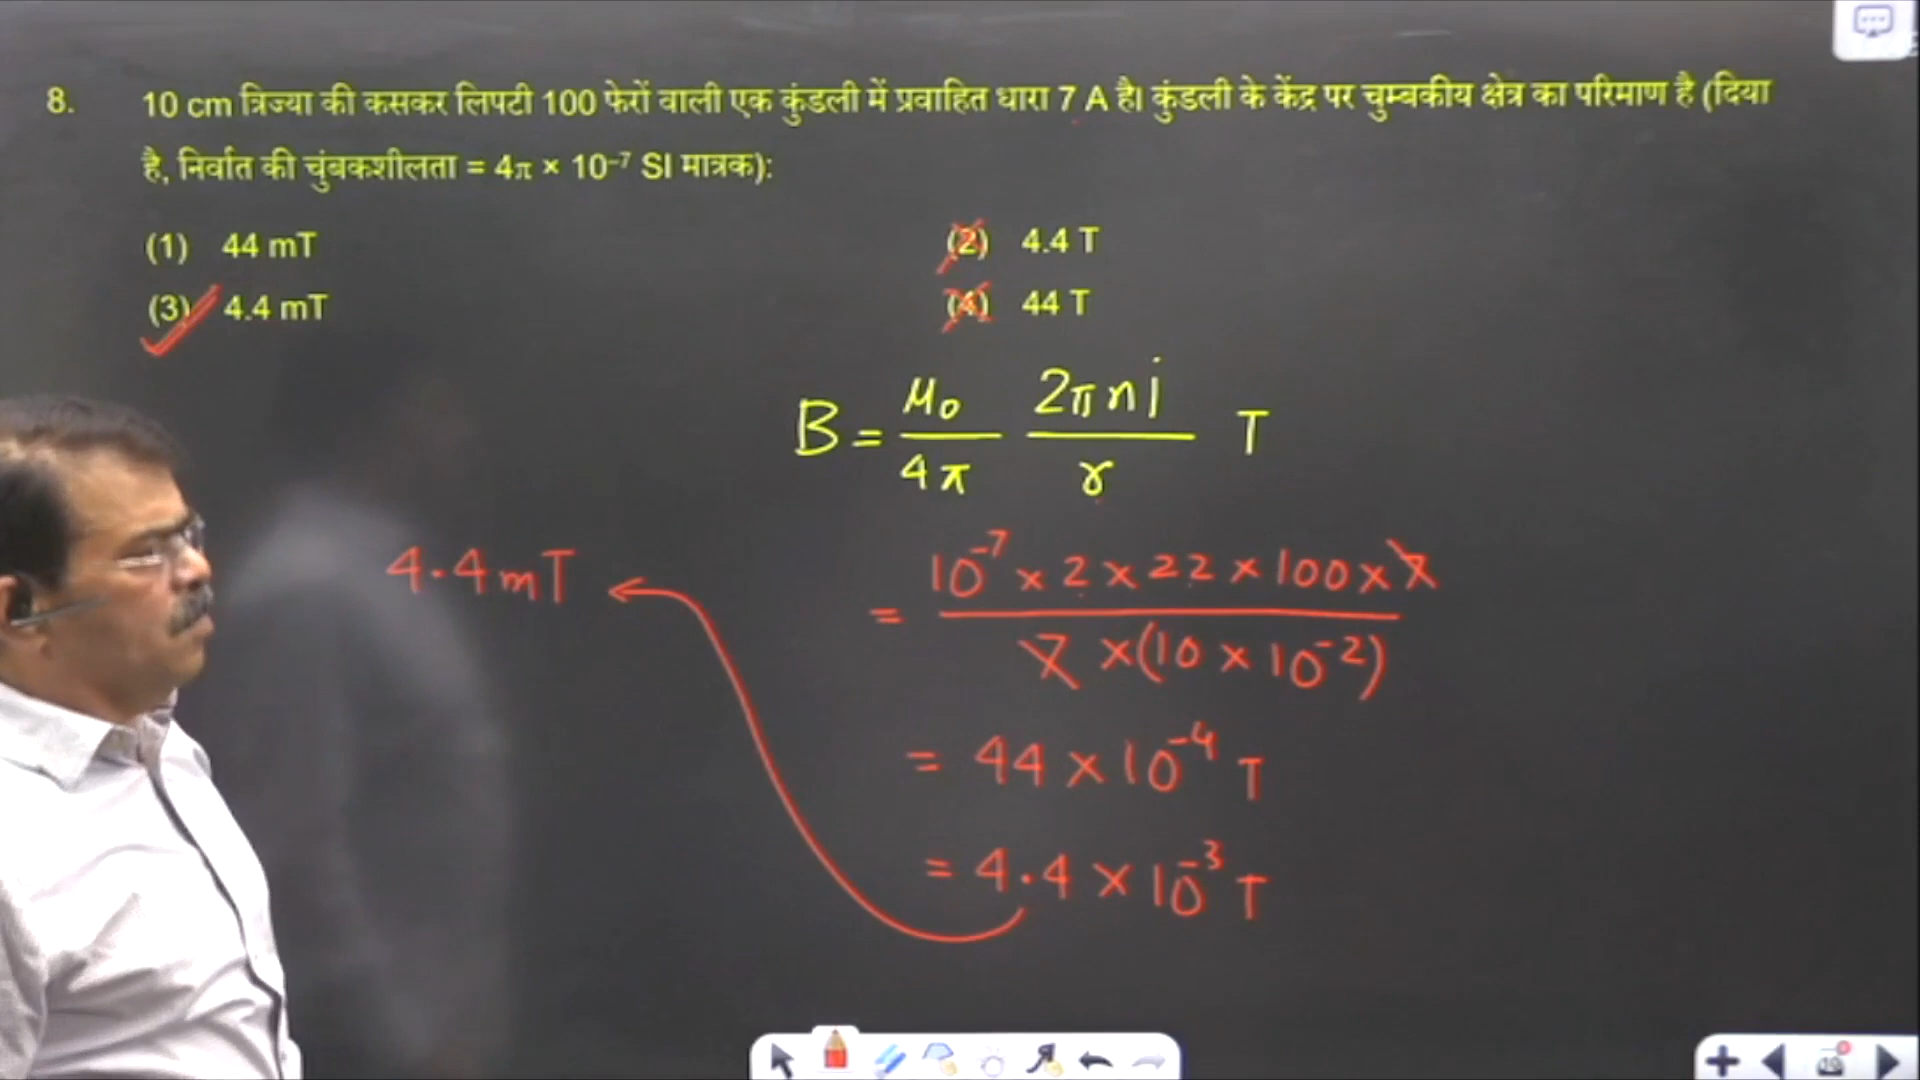 8. 10 cm त्रिज्या की कसकर लिपटी 100 फेरों वाली एक कुंडली में प्रवाहित धारा 7 A है। कुंडली के केंद्र पर चुम्बकीय क्षेत्र का परिमाण है (दिया
है, निर्वात की चुंबकशीलता = 4π × 10⁻⁷ SI मात्रक):
(1) 44 mT (2) 4.4 T
(3) 4.4 mT (4) 44 T
B = μ₀/4π 2πni/r T
= 10⁻⁷ × 2 × 22 × 100 × 7 / 7 × (10 × 10⁻²)
4.4 mT
= 44 × 10⁻⁴ T
= 4.4 × 10⁻³ T